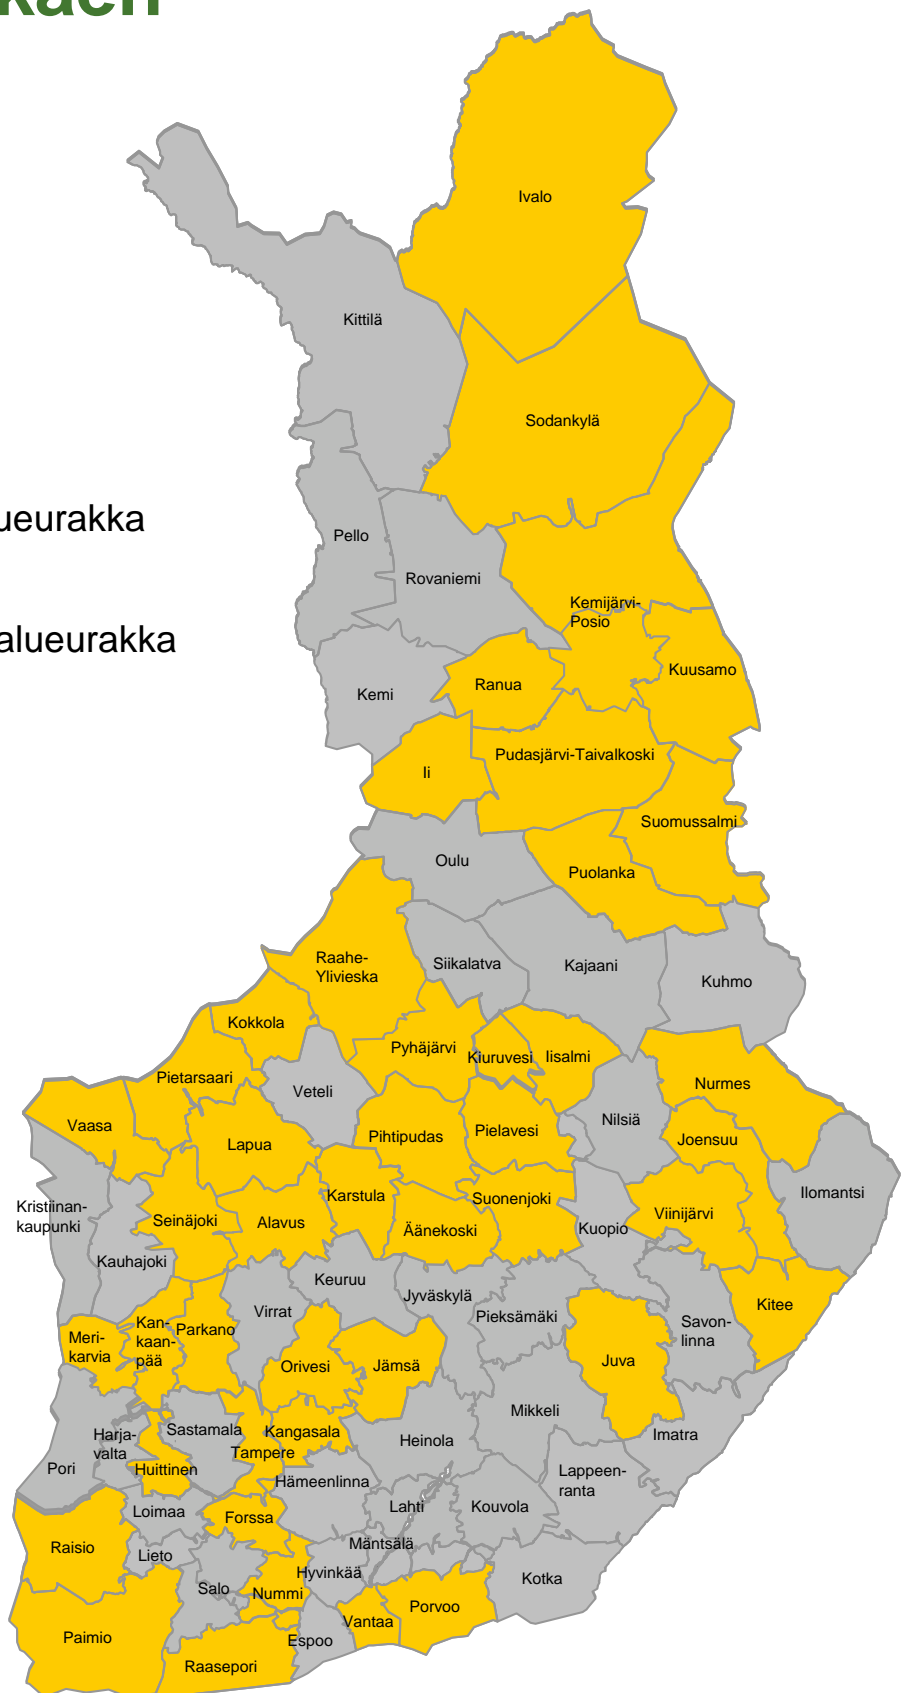 kaen
Ivalo
Kittilä
Sodankylä
ueurakka
Pello
Rovaniemi
Kemijärvi-
Posio
alueurakka
Kuusamo
Ranua
Kemi
Pudasjärvi-Taivalkoski
Ii
Suomussalmi
Oulu
Puolanka
Raahe-
Ylivieska
Siikalatva
Kajaani
Kuhmo
Kokkola
Pyhäjärvi
Kiuruvesi
Iisalmi
Pietarsaari
Veteli
Nurmes
Vaasa
Nilsiä
Lapua
Pihtipudas
Pielavesi
Joensuu
Ilomantsi
Kristiinan-
kaupunki
Karstula
Suonenjoki
Viinijärvi
Seinäjoki
Alavus
Äänekoski
Kuopio
Kauhajoki
Keuruu
Jyväskylä
Kitee
Virrat
Pieksämäki
Savon-
linna
Meri-
karvia
Kan-
kaan-
pää
Parkano
Orivesi
Jämsä
Juva
Mikkeli
Imatra
Harja-
valta
Sastamala
Kangasala
Tampere
Heinola
Pori
Huittinen
Hämeenlinna
Lappeen-
ranta
Loimaa
Forssa
Lahti
Kouvola
Raisio
Lieto
Mäntsälä
Hyvinkää
Salo
Nummi
Kotka
Porvoo
Vantaa
Paimio
Espoo
Raasepori